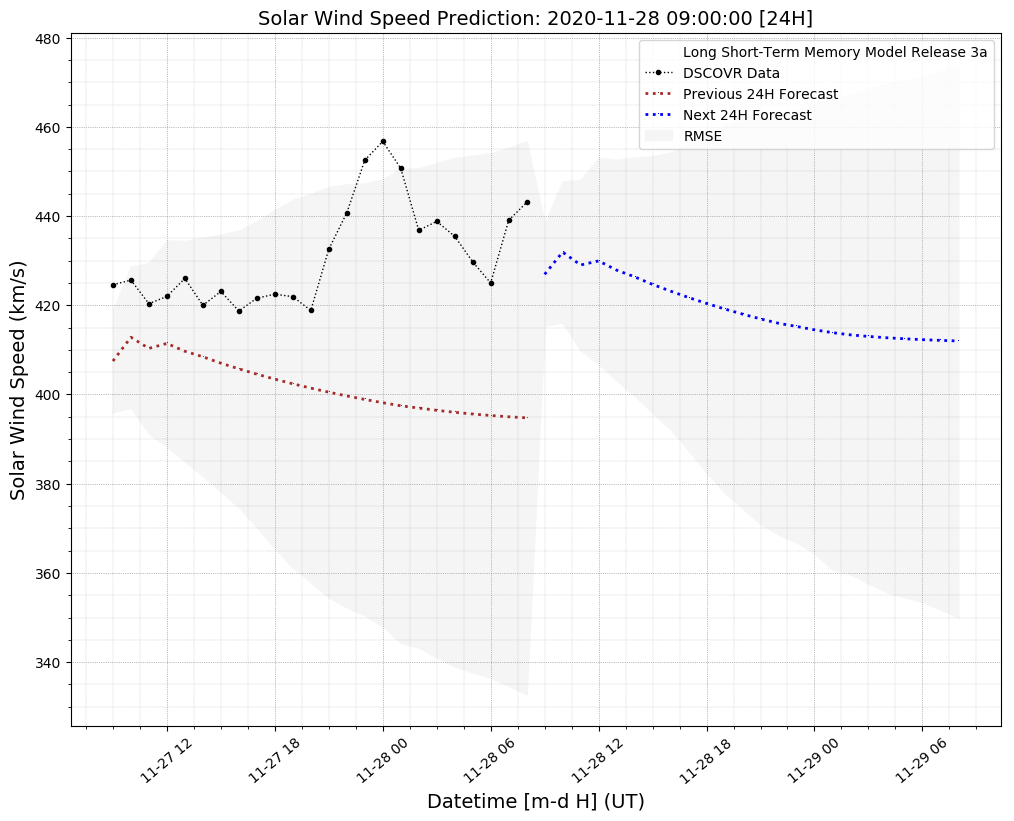 Solar Wind Speed Prediction: 2020-11-28 09:00:00 [24H]
Long Short-Term Memory Model Release 3a
DSCOVR Data
Previous 24H Forecast
Next 24H Forecast
RMSE
Solar Wind Speed (km/s)
480
460
440
420
400
380
360
340
11-27 12
11-27 18
11-28 00
11-28 06
11-28 12
11-28 18
11-29 00
11-29 06
Datetime [m-d H] (UT)